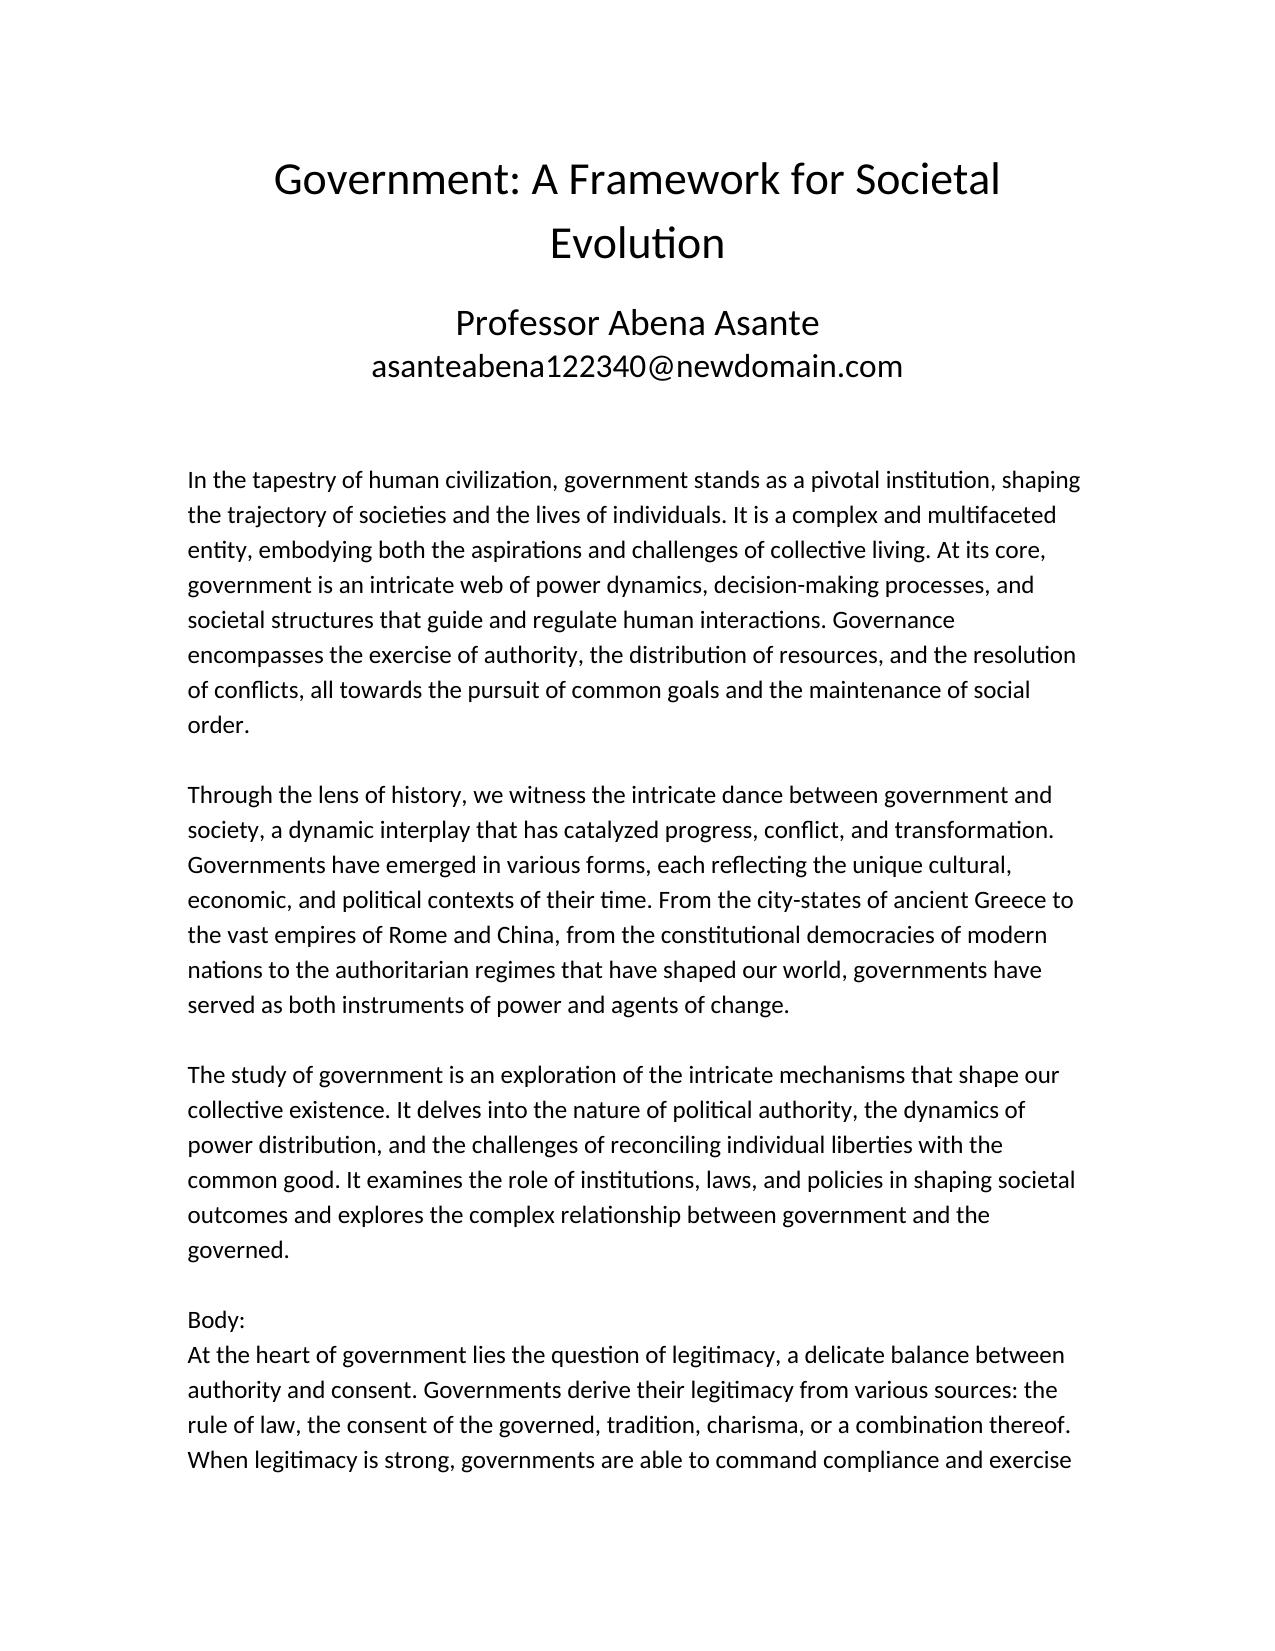 Government: A Framework for Societal
Evolution
Professor Abena Asante
asanteabena122340@newdomain.com
In the tapestry of human civilization, government stands as a pivotal institution, shaping
the trajectory of societies and the lives of individuals. It is a complex and multifaceted
entity, embodying both the aspirations and challenges of collective living. At its core,
government is an intricate web of power dynamics, decision-making processes, and
societal structures that guide and regulate human interactions. Governance
encompasses the exercise of authority, the distribution of resources, and the resolution
of conflicts, all towards the pursuit of common goals and the maintenance of social
order.
Through the lens of history, we witness the intricate dance between government and
society, a dynamic interplay that has catalyzed progress, conflict, and transformation.
Governments have emerged in various forms, each reflecting the unique cultural,
economic, and political contexts of their time. From the city-states of ancient Greece to
the vast empires of Rome and China, from the constitutional democracies of modern
nations to the authoritarian regimes that have shaped our world, governments have
served as both instruments of power and agents of change.
The study of government is an exploration of the intricate mechanisms that shape our
collective existence. It delves into the nature of political authority, the dynamics of
power distribution, and the challenges of reconciling individual liberties with the
common good. It examines the role of institutions, laws, and policies in shaping societal
outcomes and explores the complex relationship between government and the
governed.
Body:
At the heart of government lies the question of legitimacy, a delicate balance between
authority and consent. Governments derive their legitimacy from various sources: the
rule of law, the consent of the governed, tradition, charisma, or a combination thereof.
When legitimacy is strong, governments are able to command compliance and exercise